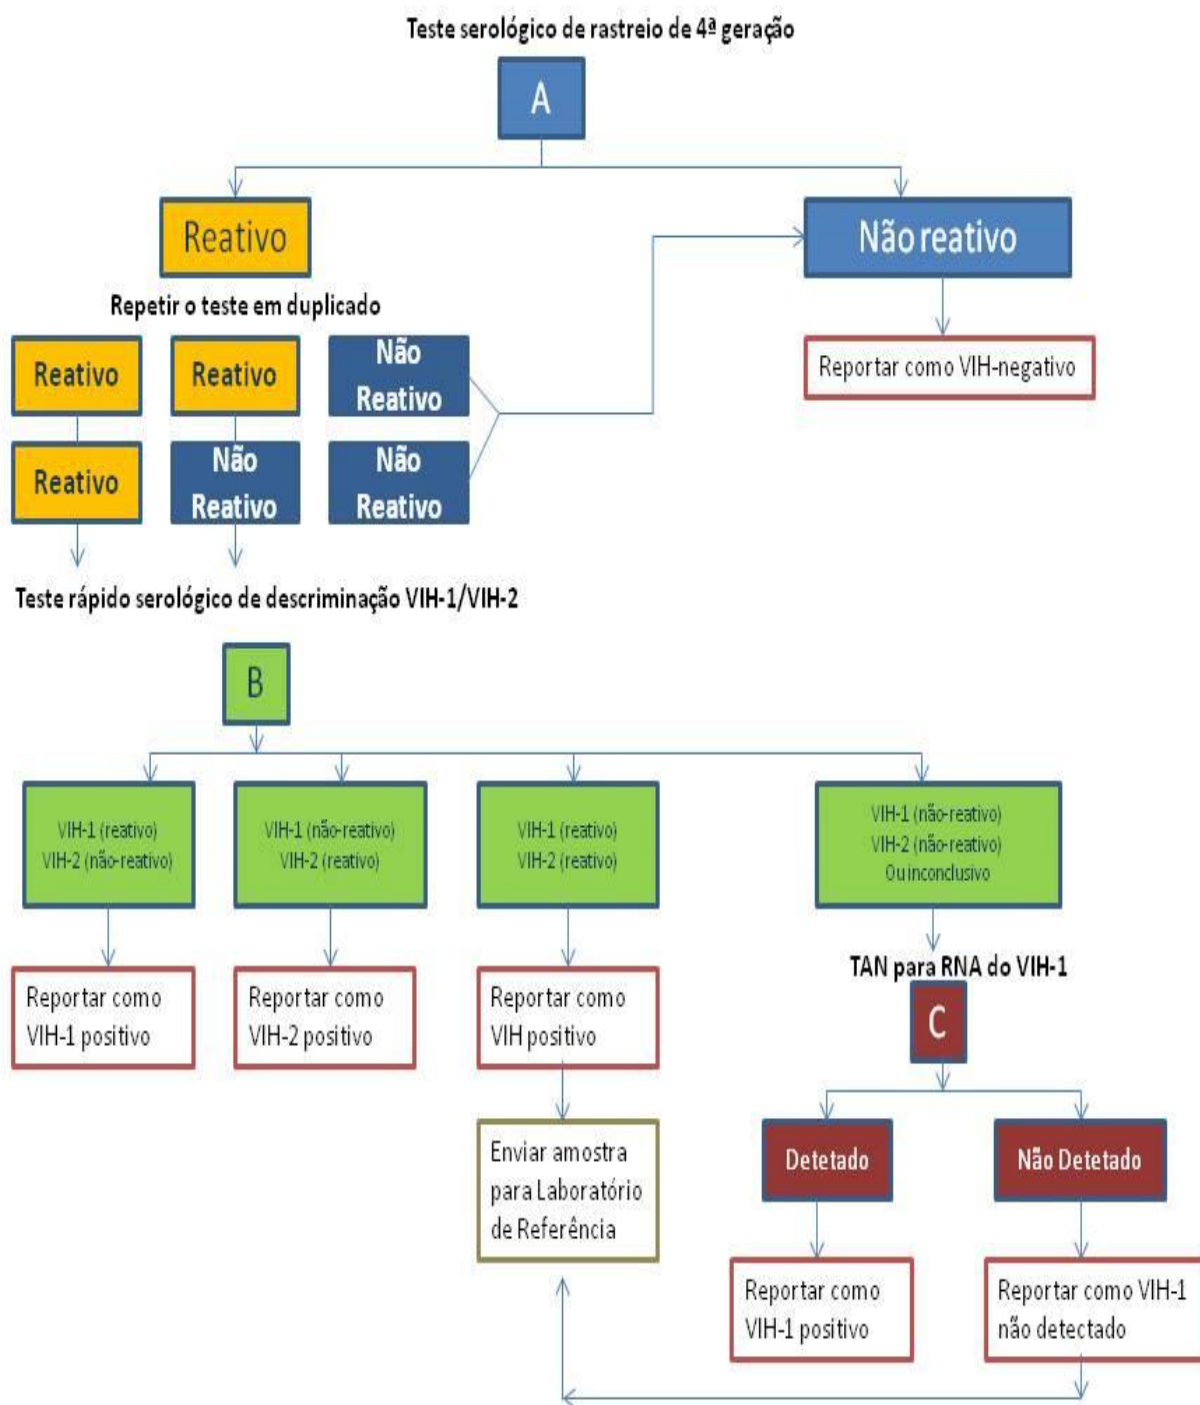 Teste serológico de rastreio de 4ª geração
A
Reativo
Não reativo
Repetir o teste em duplicado
Reativo
Reativo
Não
Reativo
Reportar como VIH-negativo
Reativo
Não
Reativo
Não
Reativo
Teste rápido serológico de descriminação VIH-1/VIH-2
B
VIH-1 (reativo)
VIH-2 (não-reativo)
VIH-1 (não-reativo)
VIH-2 (reativo)
VIH-1 (reativo)
VIH-2 (reativo)
VIH-1 (não-reativo)
VIH-2 (não-reativo)
Ou inconclusivo
Reportar como
VIH-1 positivo
Reportar como
VIH-2 positivo
Reportar como
VIH positivo
TAN para RNA do VIH-1
C
Enviar amostra
para Laboratório
de Referência
Detetado
Não Detetado
Reportar como
VIH-1 positivo
Reportar como VIH-1
não detectado